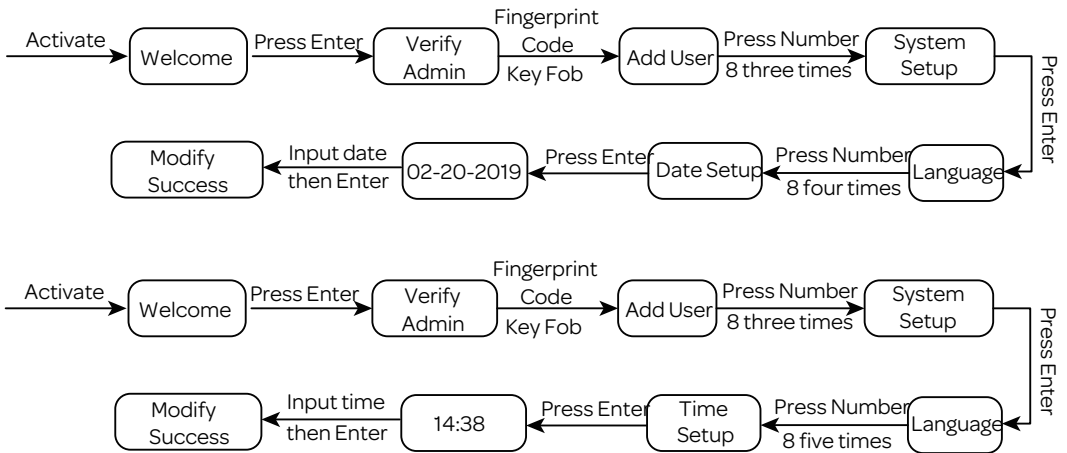 Activate
Welcome
Press Enter
Verify
Admin
Fingerprint
Code
Key Fob
Add User
Press Number
8 three times
System
Setup
Press Enter
Language
Press Number
8 four times
Date Setup
Press Enter
02-20-2019
Input date
then Enter
Modify
Success
Activate
Welcome
Press Enter
Verify
Admin
Fingerprint
Code
Key Fob
Add User
Press Number
8 three times
System
Setup
Press Enter
Language
Press Number
8 five times
Time
Setup
Press Enter
14:38
Input time
then Enter
Modify
Success